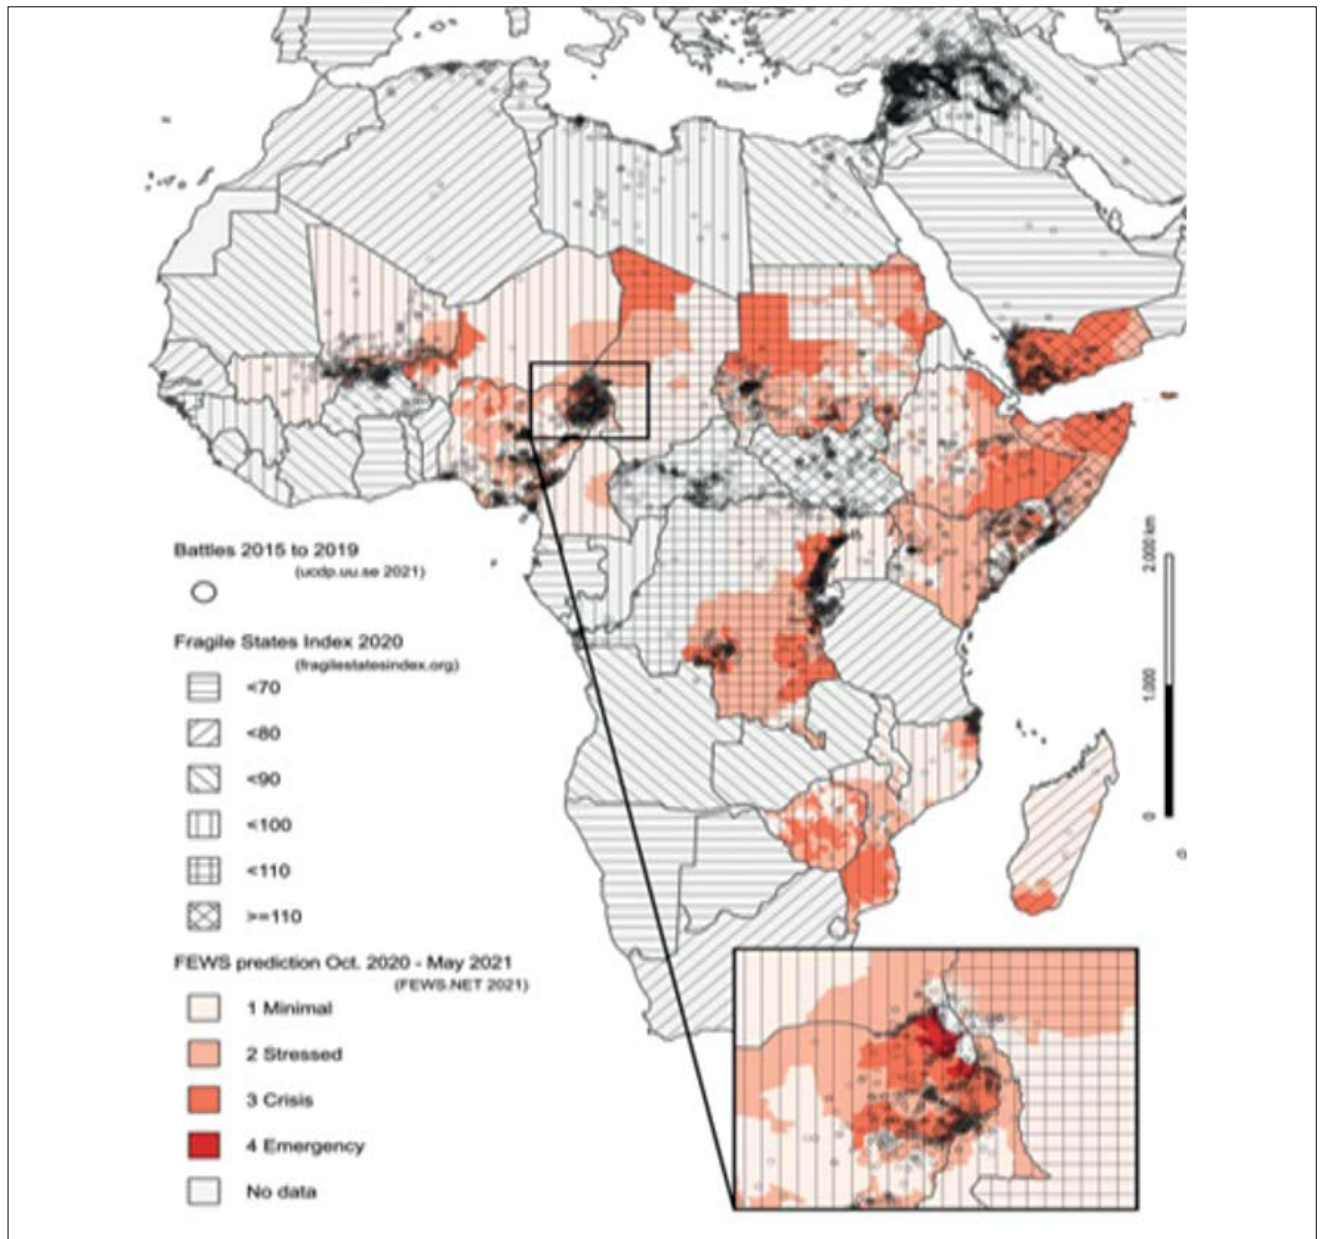 Battles 2015 to 2019
(ucdp.uu.se 2021)
Fragile States Index 2020
(fragilestatesindex.org)
<70
<80
<90
<100
<110
>=110
FEWS prediction Oct. 2020 - May 2021
(FEWS.NET 2021)
1 Minimal
2 Stressed
3 Crisis
4 Emergency
No data
0
1.000
2.000 km